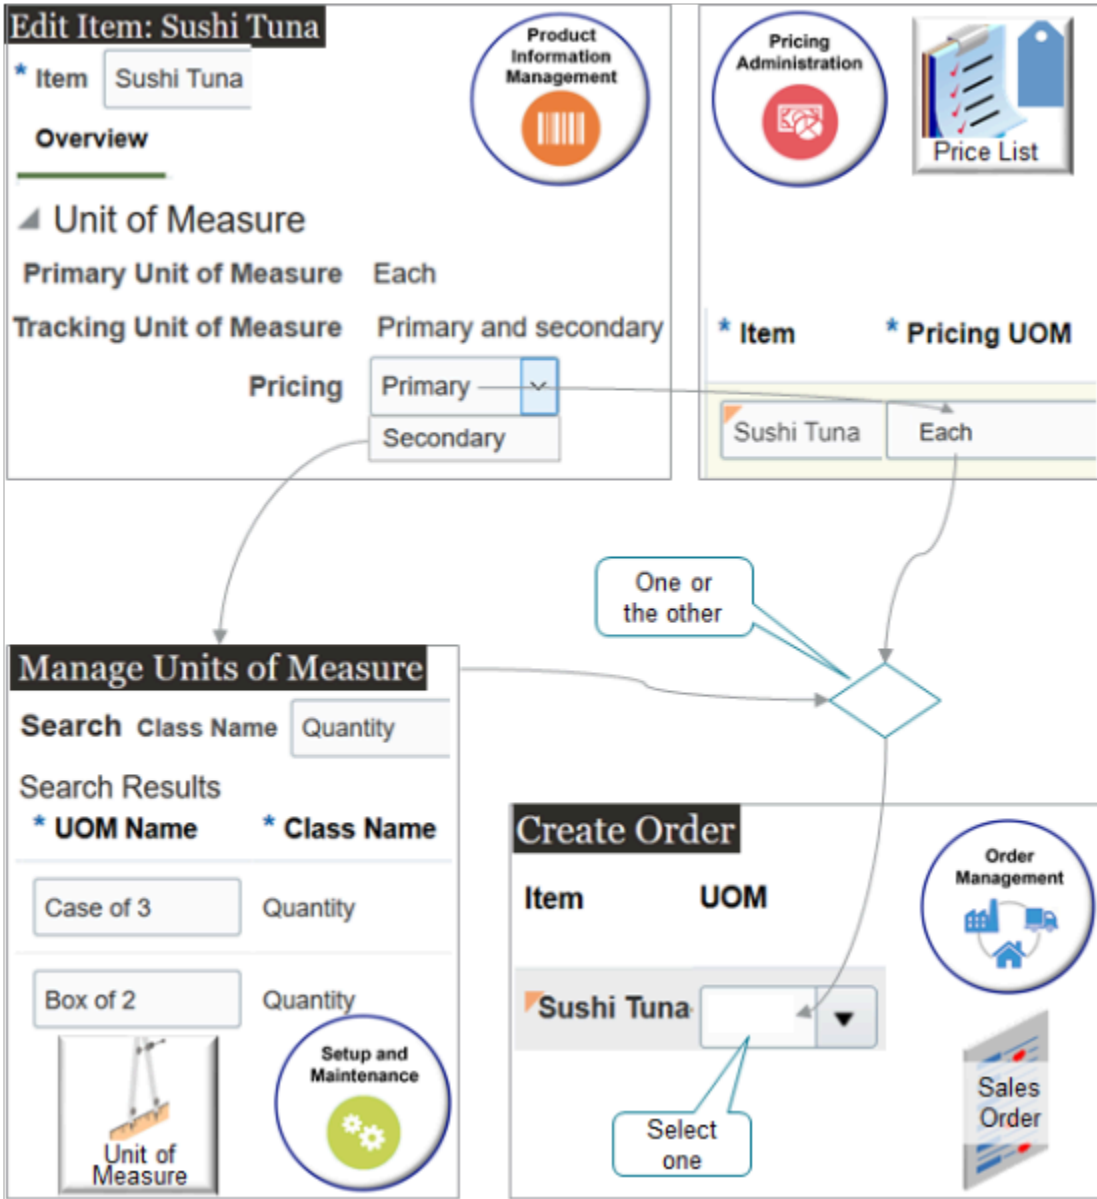 Edit Item: Sushi Tuna
* Item Sushi Tuna
Overview
Product
Information
Management
Unit of Measure
Primary Unit of Measure Each
Tracking Unit of Measure Primary and secondary
Pricing Primary
Secondary
Pricing
Administration
Price List
* Item * Pricing UOM
Sushi Tuna Each
One or
the other
Manage Units of Measure
Search Class Name Quantity
Search Results
* UOM Name * Class Name
Case of 3 Quantity
Box of 2 Quantity
Unit of
Measure
Setup and
Maintenance
Create Order
Item UOM
Sushi Tuna
Select
one
Order
Management
Sales
Order